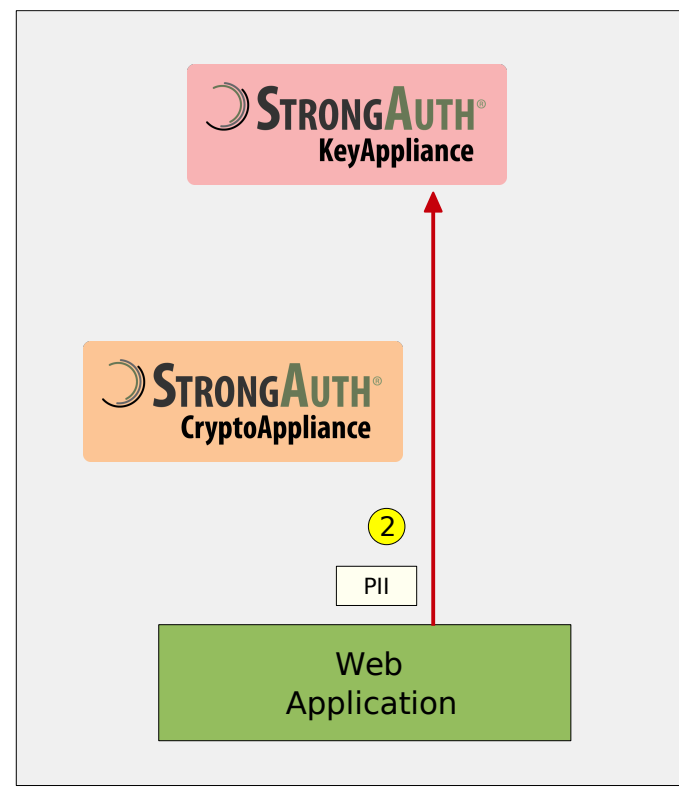 STRONGAUTH®
KeyAppliance
STRONGAUTH®
CryptoAppliance
2
PII
Web
Application